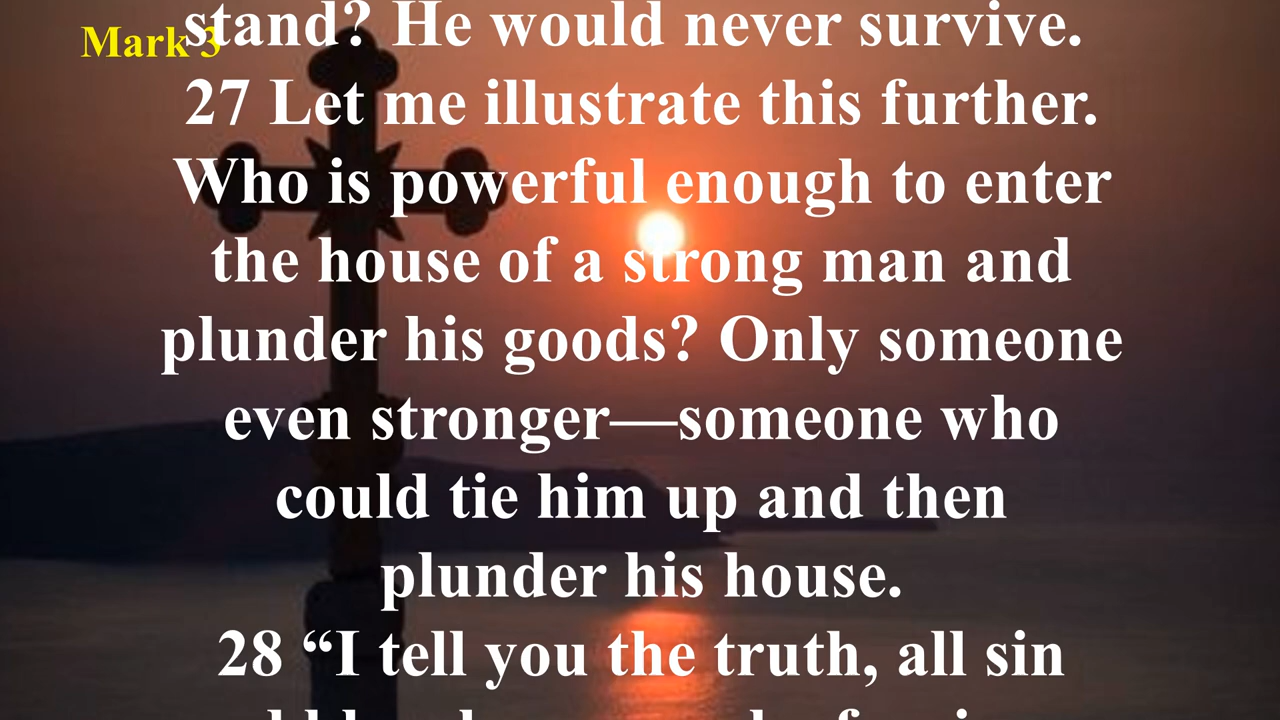 Mark 3
stand? He would never survive.
27 Let me illustrate this further.
Who is powerful enough to enter
the house of a strong man and
plunder his goods? Only someone
even stronger—someone who
could tie him up and then
plunder his house.
28 “I tell you the truth, all sin